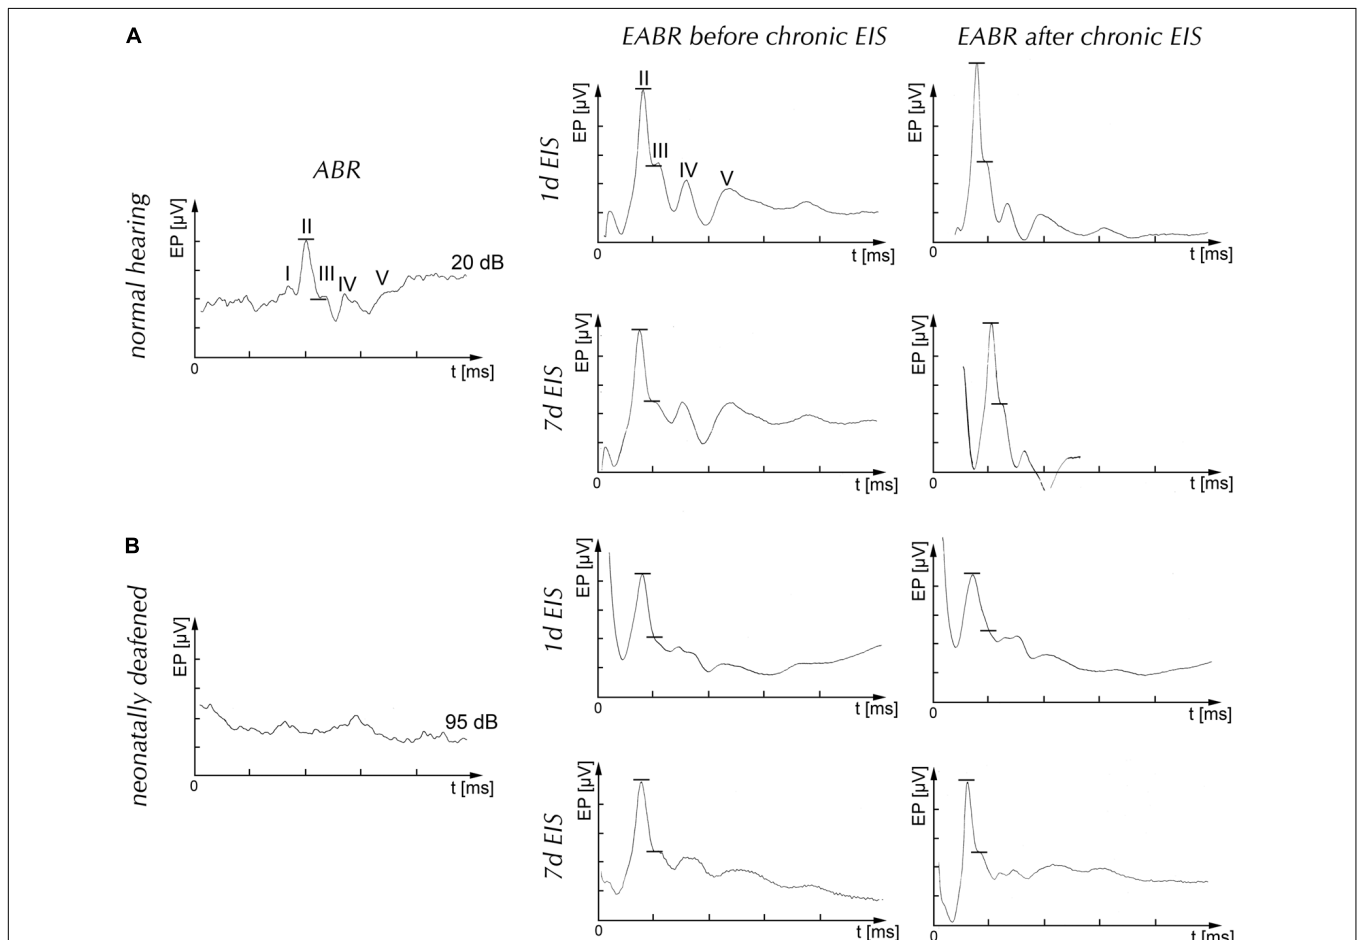 A
EABR before chronic EIS
EABR after chronic EIS
ABR
normal hearing
EP [µV]
I
II
III
IV
V
20 dB
0
t [ms]
1d EIS
EP [µV]
II
III
IV
V
0
t [ms]
EP [µV]
0
t [ms]
7d EIS
EP [µV]
0
t [ms]
EP [µV]
0
t [ms]
B
neonatally deafened
EP [µV]
95 dB
0
t [ms]
1d EIS
EP [µV]
0
t [ms]
EP [µV]
0
t [ms]
7d EIS
EP [µV]
0
t [ms]
EP [µV]
0
t [ms]